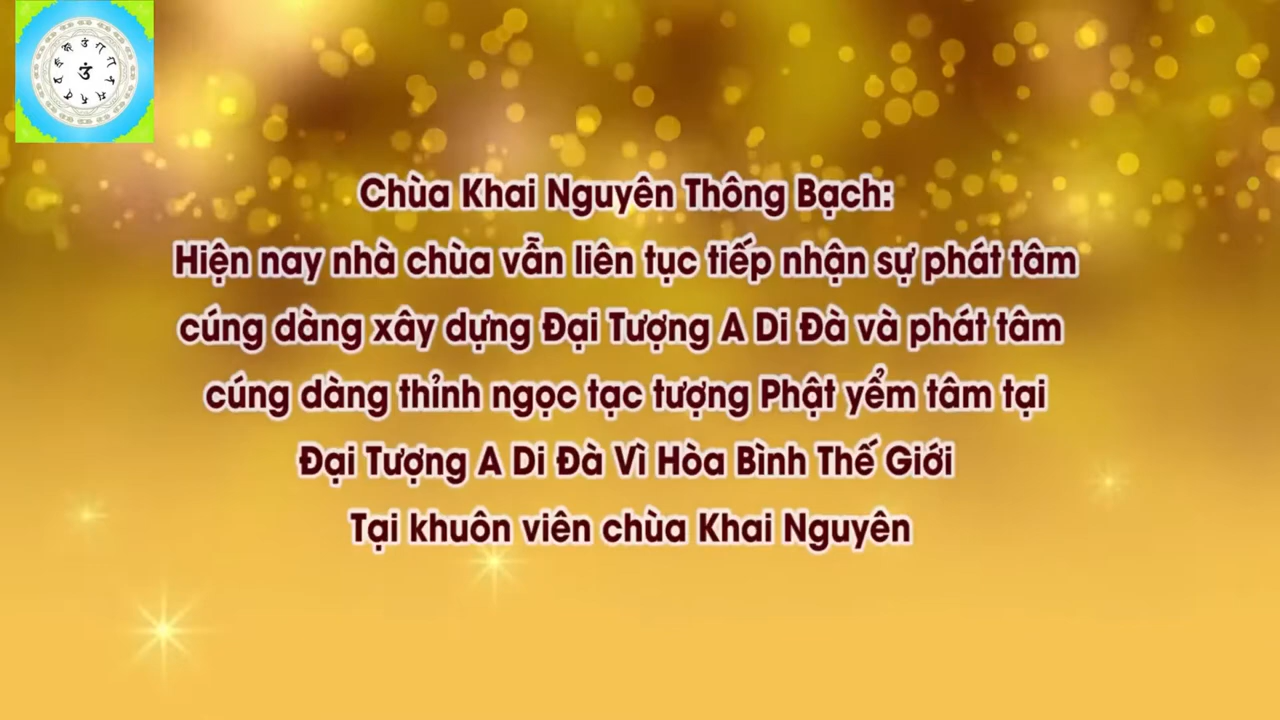 Chùa Khai Nguyên Thông Bạch:
Hiện nay nhà chùa vẫn liên tục tiếp nhận sự phát tâm
cúng dàng xây dựng Đại Tượng A Di Đà và phát tâm
cúng dàng thỉnh ngọc tạc tượng Phật yểm tâm tại
Đại Tượng A Di Đà Vì Hòa Bình Thế Giới
Tại khuôn viên chùa Khai Nguyên